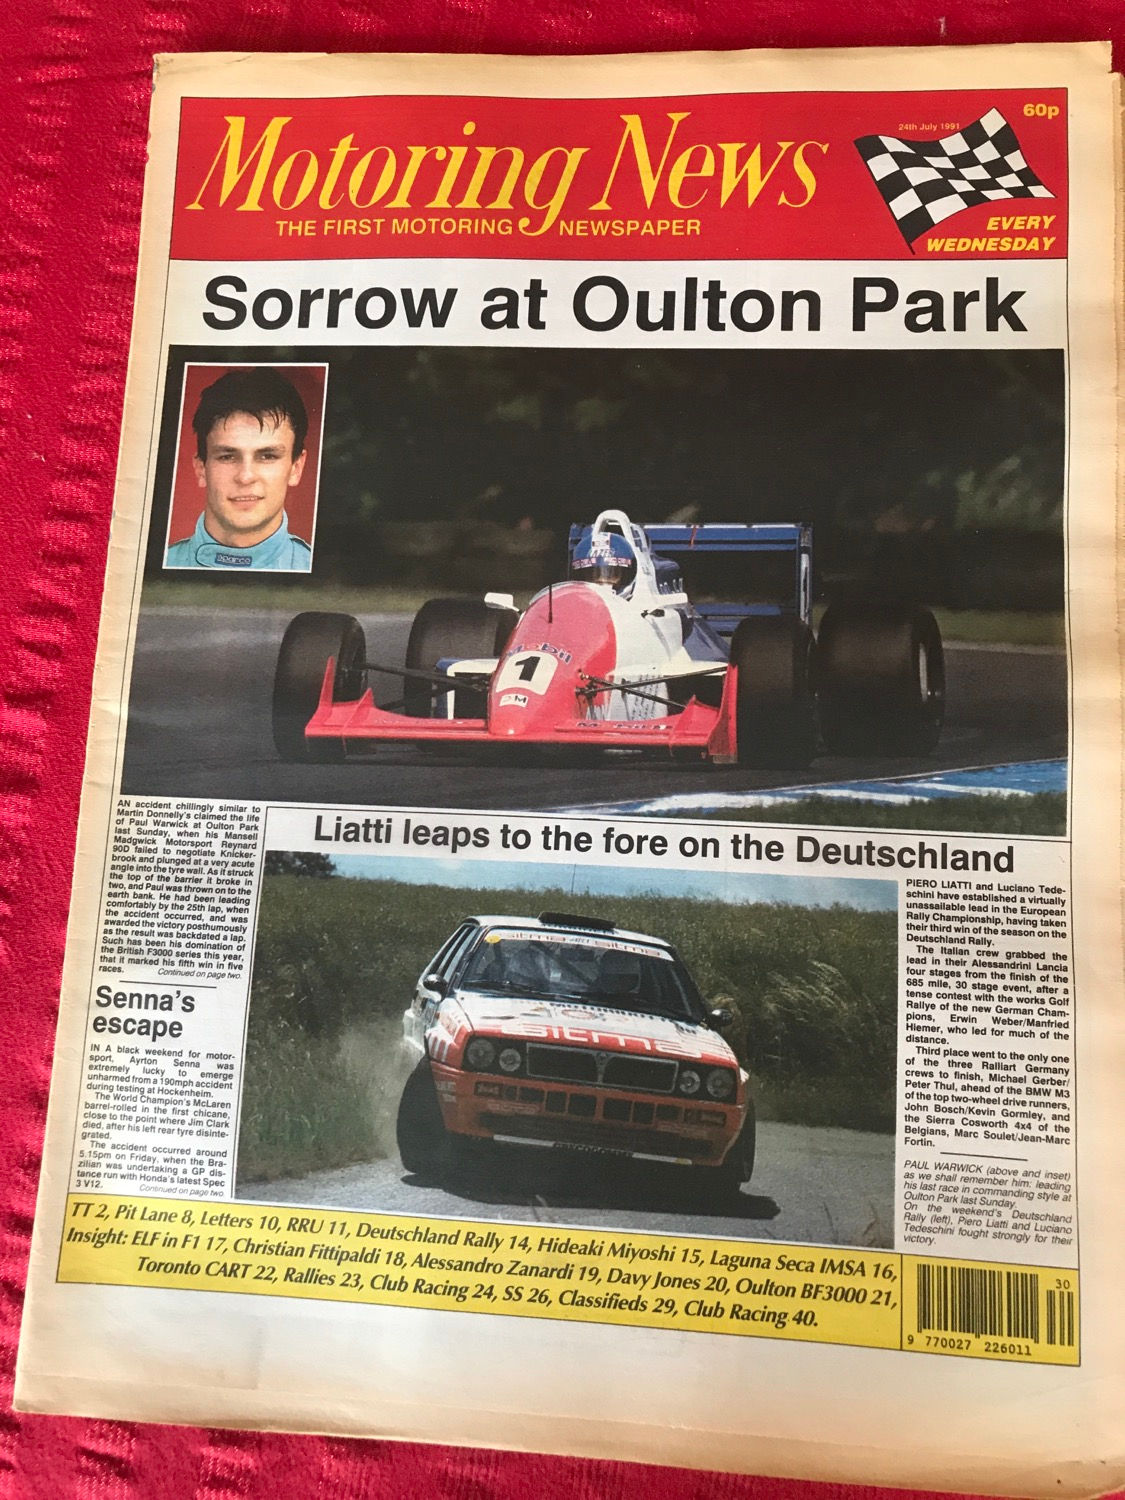 Motoring News
THE FIRST MOTORING NEWSPAPER
24th July 1991
60p
EVERY
WEDNESDAY
Sorrow at Oulton Park
sparco
Mobil
1
Mobil 1
AN accident chillingly similar to
Martin Donnelly's claimed the life
of Paul Warwick at Oulton Park
last Sunday, when his Mansell
Madgwick Motorsport Reynard
90D failed to negotiate Knicker-
brook and plunged at a very acute
angle into the tyre wall. As it struck
the top of the barrier it broke in
two, and Paul was thrown on to the
earth bank. He had been leading
comfortably by the 25th lap, when
the accident occurred, and was
awarded the victory posthumously
as the result was backdated a lap.
Such has been his domination of
the British F3000 series this year,
that it marked his fifth win in five
races.
Continued on page two.
Senna's
escape
IN A black weekend for motor-
sport, Ayrton Senna was
extremely lucky to emerge
unharmed from a 190mph accident
during testing at Hockenheim.
The World Champion's McLaren
barrel-rolled in the first chicane,
close to the point where Jim Clark
died, after his left rear tyre disinte-
grated.
The accident occurred around
5.15pm on Friday, when the Bra-
zilian was undertaking a GP dis-
tance run with Honda's latest Spec
3 V12.
Continued on page two.
Liatti leaps to the fore on the Deutschland
sitma
sitma
sitma
PIERO LIATTI and Luciano Tede-
schini have established a virtually
unassailable lead in the European
Rally Championship, having taken
their third win of the season on the
Deutschland Rally.
The Italian crew grabbed the
lead in their Alessandrini Lancia
four stages from the finish of the
685 mile, 30 stage event, after a
tense contest with the works Golf
Rallye of the new German Cham-
pions, Erwin Weber/Manfried
Hiemer, who led for much of the
distance.
Third place went to the only one
of the three Ralliart Germany
crews to finish, Michael Gerber/
Peter Thul, ahead of the BMW M3
of the top two-wheel drive runners,
John Bosch/Kevin Gormley, and
the Sierra Cosworth 4x4 of the
Belgians, Marc Soulet/Jean-Marc
Fortin.
PAUL WARWICK (above and inset)
as we shall remember him: leading
his last race in commanding style at
Oulton Park last Sunday.
On the weekend's Deutschland
Rally (left), Piero Liatti and Luciano
Tedeschini fought strongly for their
victory.
TT 2, Pit Lane 8, Letters 10, RRU 11, Deutschland Rally 14, Hideaki Miyoshi 15, Laguna Seca IMSA 16,
Insight: ELF in F1 17, Christian Fittipaldi 18, Alessandro Zanardi 19, Davy Jones 20, Oulton BF3000 21,
Toronto CART 22, Rallies 23, Club Racing 24, SS 26, Classifieds 29, Club Racing 40.
30
9 770027 226011